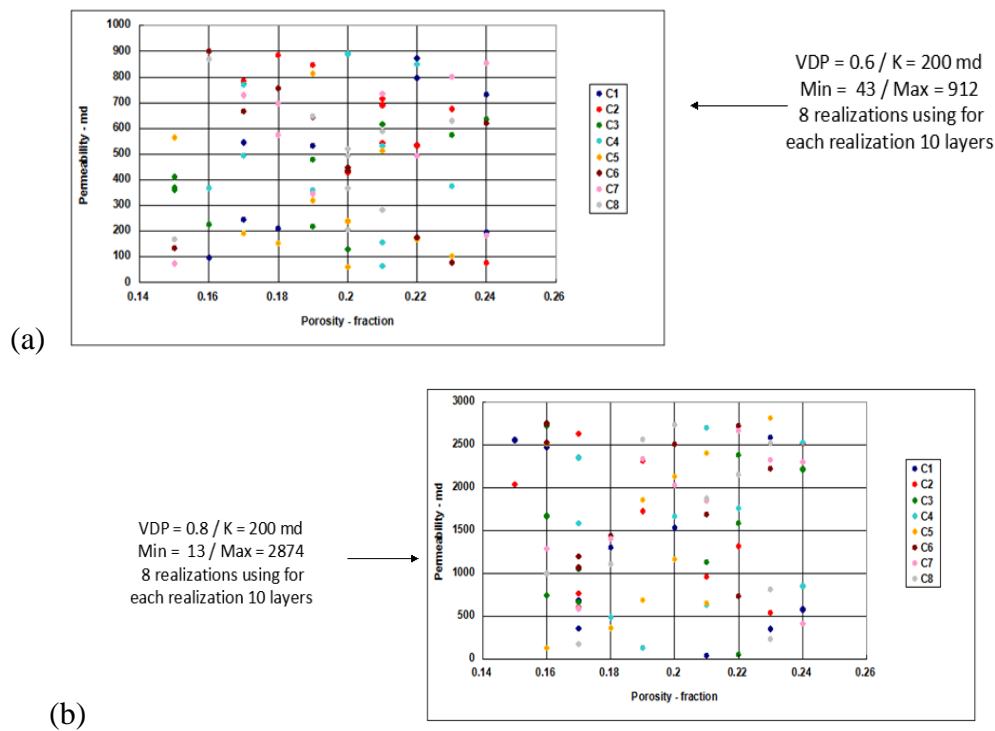 1000
900
800
700
600
500
400
300
200
100
0
Permeability - md
0.14 0.16 0.18 0.2 0.22 0.24 0.26
Porosity - fraction
C1
C2
C3
C4
C5
C6
C7
C8
VDP = 0.6 / K = 200 md
Min = 43 / Max = 912
8 realizations using for
each realization 10 layers
(a)
VDP = 0.8 / K = 200 md
Min = 13 / Max = 2874
8 realizations using for
each realization 10 layers
3000
2500
2000
1500
1000
500
0
Permeability - md
0.14 0.16 0.18 0.2 0.22 0.24 0.26
Porosity - fraction
C1
C2
C3
C4
C5
C6
C7
C8
(b)